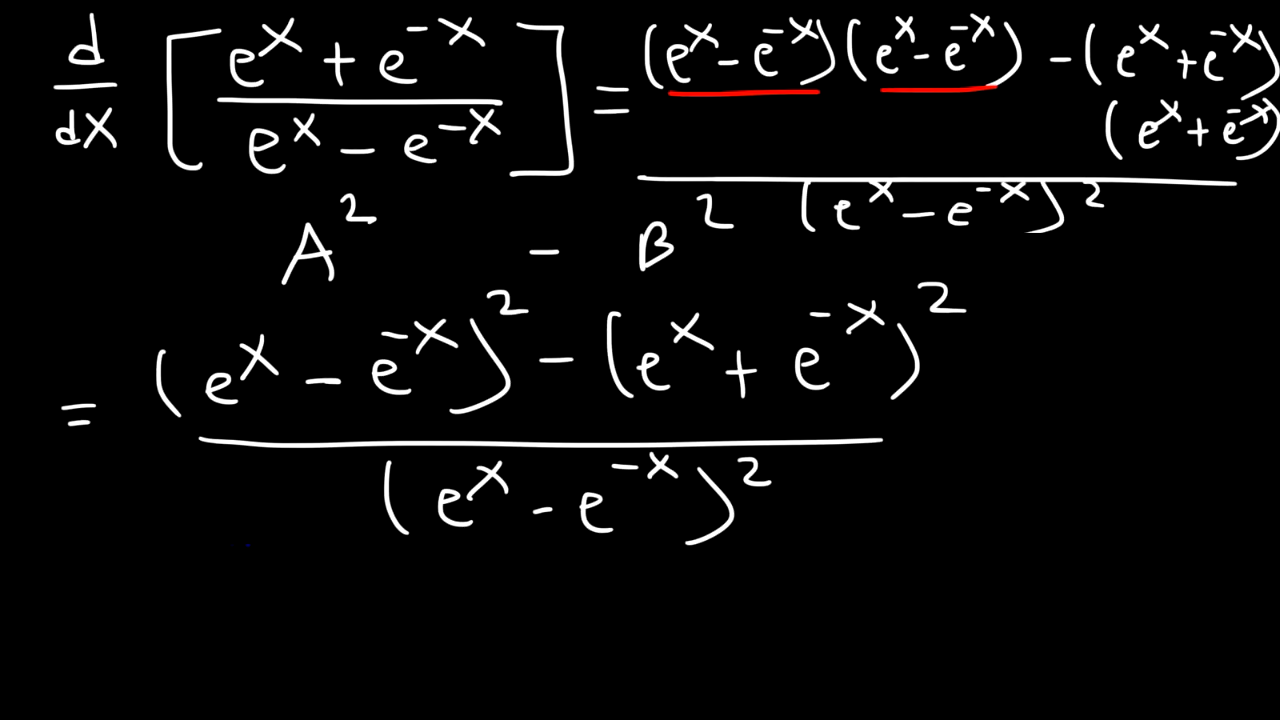 d/dx [ (e^x + e^-x) / (e^x - e^-x) ] = ((e^x - e^-x)(e^x - e^-x) - (e^x + e^-x)(e^x + e^-x)) / (e^x - e^-x)^2
A^2 - B^2
= ((e^x - e^-x)^2 - (e^x + e^-x)^2) / (e^x - e^-x)^2